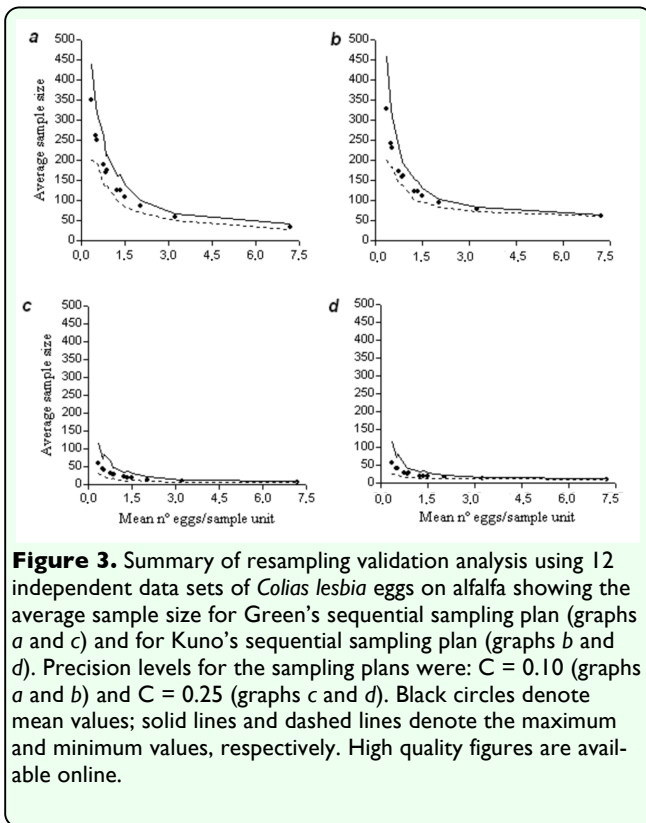 a
b
500
450
400
350
300
250
200
150
100
50
0
Average sample size
0,0 1,5 3,0 4,5 6,0 7,5
500
450
400
350
300
250
200
150
100
50
0
0,0 1,5 3,0 4,5 6,0 7,5
c
d
500
450
400
350
300
250
200
150
100
50
0
Average sample size
0,0 1,5 3,0 4,5 6,0 7,5
Mean nº eggs/sample unit
500
450
400
350
300
250
200
150
100
50
0
0,0 1,5 3,0 4,5 6,0 7,5
Mean nº eggs/sample unit
Figure 3. Summary of resampling validation analysis using 12
independent data sets of Colias lesbia eggs on alfalfa showing the
average sample size for Green's sequential sampling plan (graphs
a and c) and for Kuno's sequential sampling plan (graphs b and
d). Precision levels for the sampling plans were: C = 0.10 (graphs
a and b) and C = 0.25 (graphs c and d). Black circles denote
mean values; solid lines and dashed lines denote the maximum
and minimum values, respectively. High quality figures are avail-
able online.